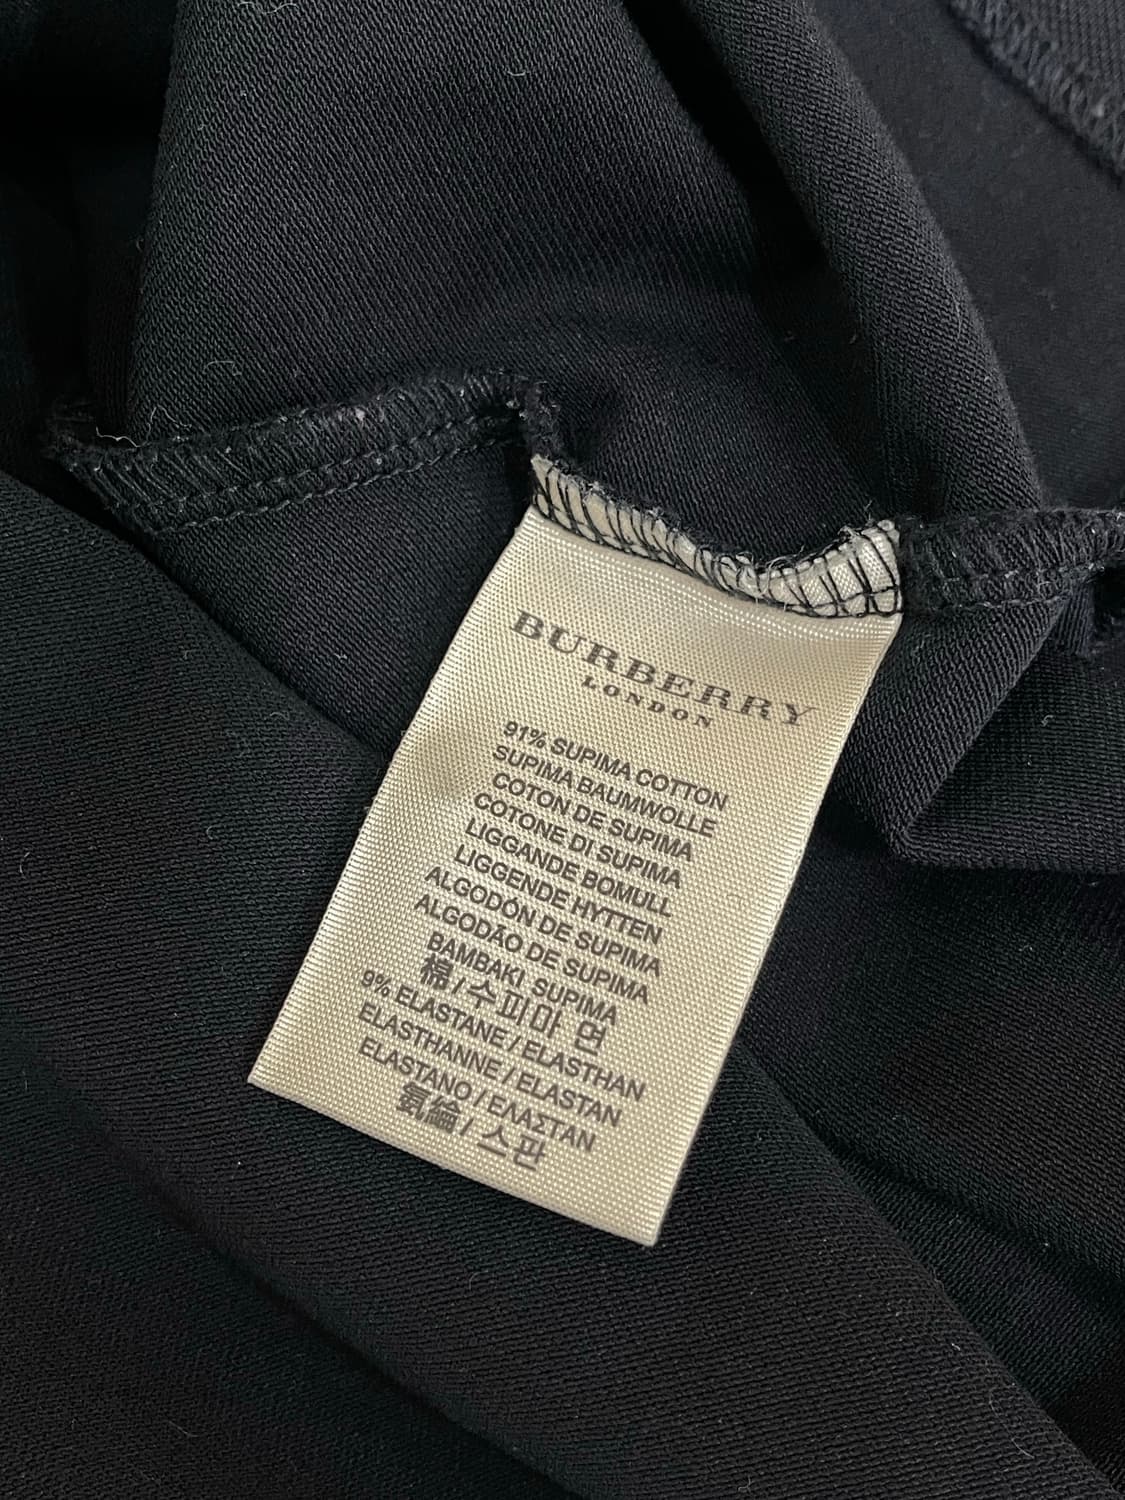 BURBERRY
LONDON
91% SUPIMA COTTON
SUPIMA BAUMWOLLE
COTON DE SUPIMA
COTONE DI SUPIMA
LIGGANDE BOMULL
LIGGENDE HYTTEN
ALGODÓN DE SUPIMA
ALGODÃO DE SUPIMA
BAMBAKI SUPIMA
棉 / 수피마 면
9% ELASTANE / ELASTHAN
ELASTHANNE / ELASTAN
ELASTANO / ΕΛΑΣΤΑΝ
氨綸 / 스판